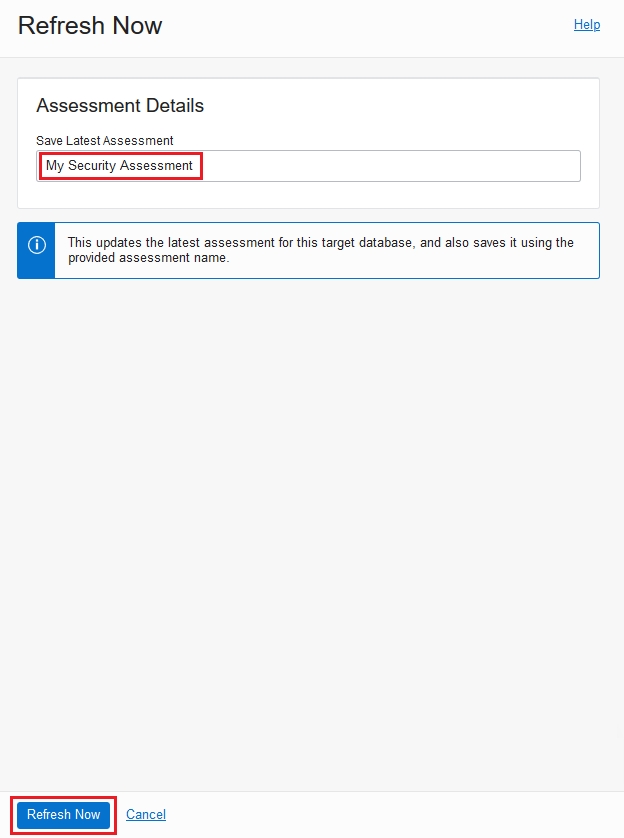 Refresh Now
Help
Assessment Details
Save Latest Assessment
My Security Assessment
This updates the latest assessment for this target database, and also saves it using the
provided assessment name.
Refresh Now
Cancel